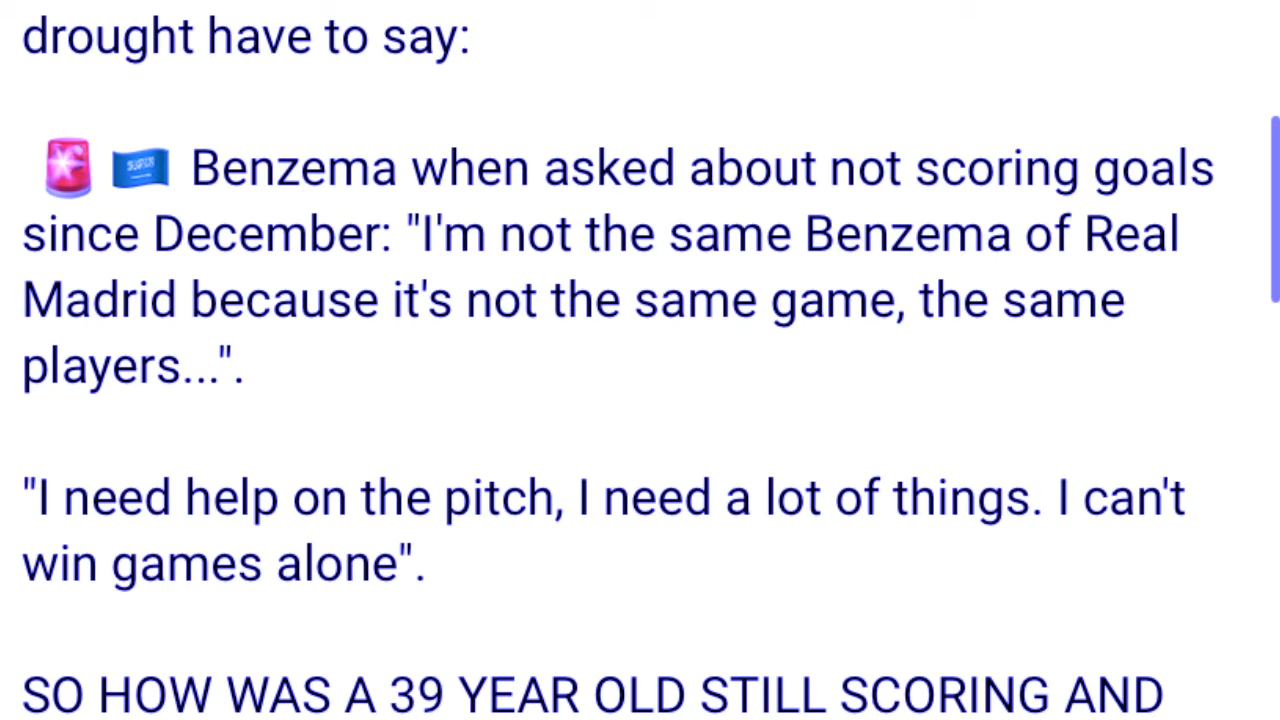 drought have to say:
🚨🇸🇦 Benzema when asked about not scoring goals
since December: "I'm not the same Benzema of Real
Madrid because it's not the same game, the same
players...".
"I need help on the pitch, I need a lot of things. I can't
win games alone".
SO HOW WAS A 39 YEAR OLD STILL SCORING AND